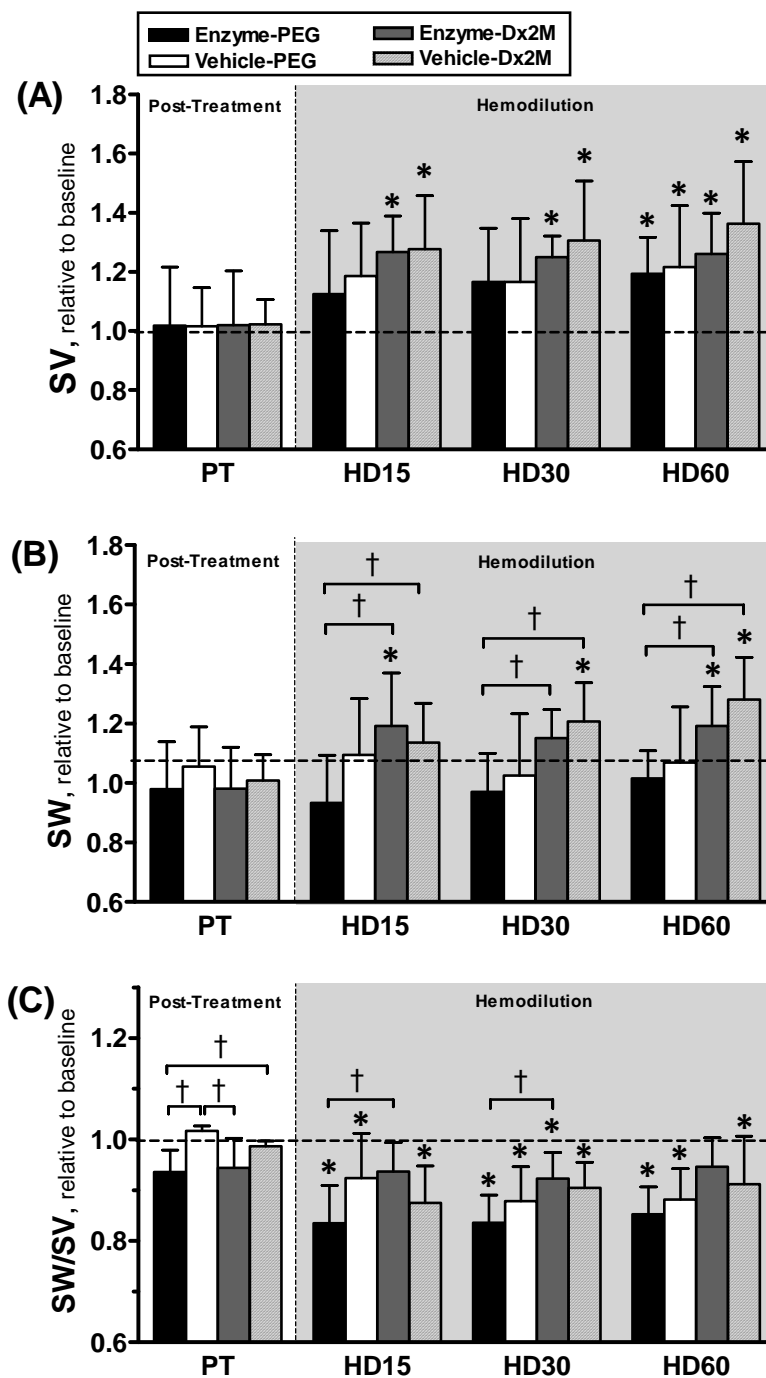 Enzyme-PEG Enzyme-Dx2M
Vehicle-PEG Vehicle-Dx2M
(A)
Post-Treatment Hemodilution
SV, relative to baseline
1.8
1.6
1.4
1.2
1.0
0.8
0.6
* * * * * * * *
PT HD15 HD30 HD60
(B)
Post-Treatment Hemodilution
SW, relative to baseline
1.8
1.6
1.4
1.2
1.0
0.8
0.6
† † † † † †
* * * *
PT HD15 HD30 HD60
(C)
Post-Treatment Hemodilution
SW/SV, relative to baseline
1.2
1.0
0.8
0.6
† † † † †
* * * * * * * * * *
PT HD15 HD30 HD60